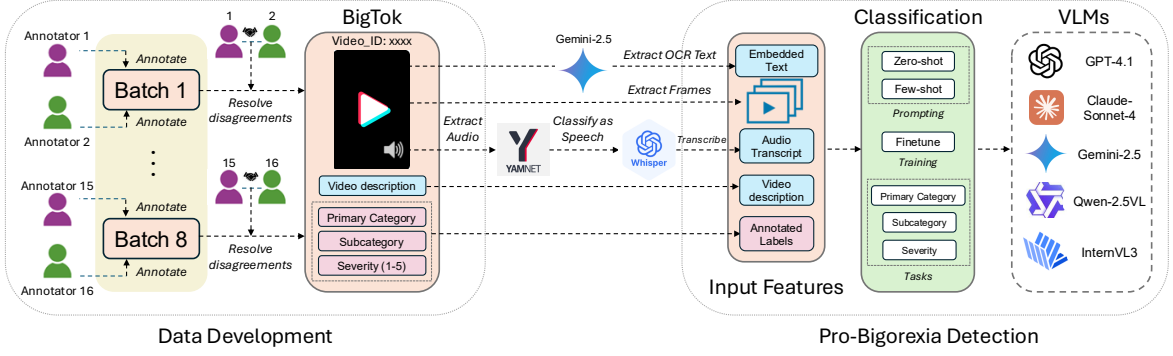 Annotator 1
Annotate
Batch 1
Annotate
Annotator 2
1
2
Resolve
disagreements
Annotator 15
Annotate
Batch 8
Annotate
Annotator 16
15
16
Resolve
disagreements
BigTok
Video_ID: xxxx
Video description
Primary Category
Subcategory
Severity (1-5)
Data Development
Gemini-2.5
Extract OCR Text
Extract Frames
Extract
Audio
YAMNET
Classify as
Speech
Whisper
Transcribe
Embedded
Text
Audio
Transcript
Video
description
Annotated
Labels
Input Features
Classification
Zero-shot
Few-shot
Prompting
Finetune
Training
Primary Category
Subcategory
Severity
Tasks
VLMs
GPT-4.1
Claude-
Sonnet-4
Gemini-2.5
Qwen-2.5VL
InternVL3
Pro-Bigorexia Detection